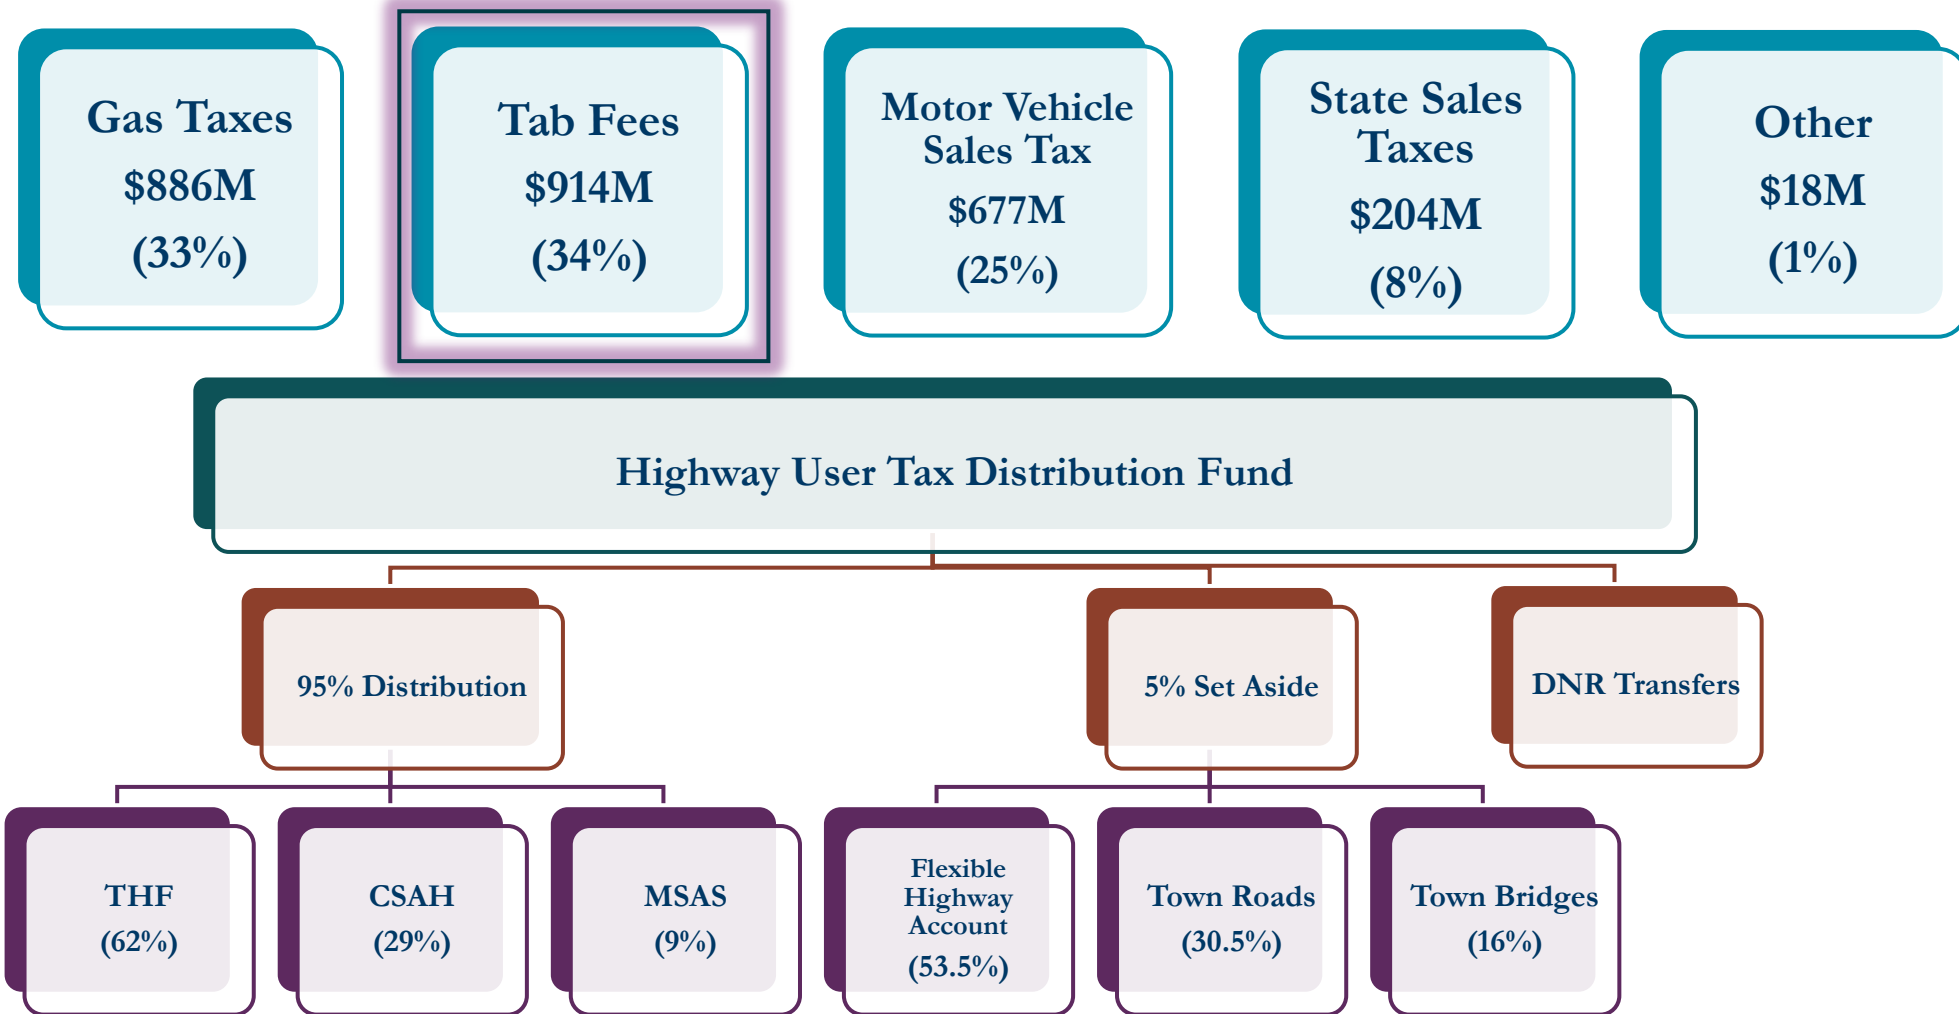 Gas Taxes
$886M
(33%)
Tab Fees
$914M
(34%)
Motor Vehicle
Sales Tax
$677M
(25%)
State Sales
Taxes
$204M
(8%)
Other
$18M
(1%)
Highway User Tax Distribution Fund
95% Distribution
5% Set Aside
DNR Transfers
THF
(62%)
CSAH
(29%)
MSAS
(9%)
Flexible
Highway
Account
(53.5%)
Town Roads
(30.5%)
Town Bridges
(16%)